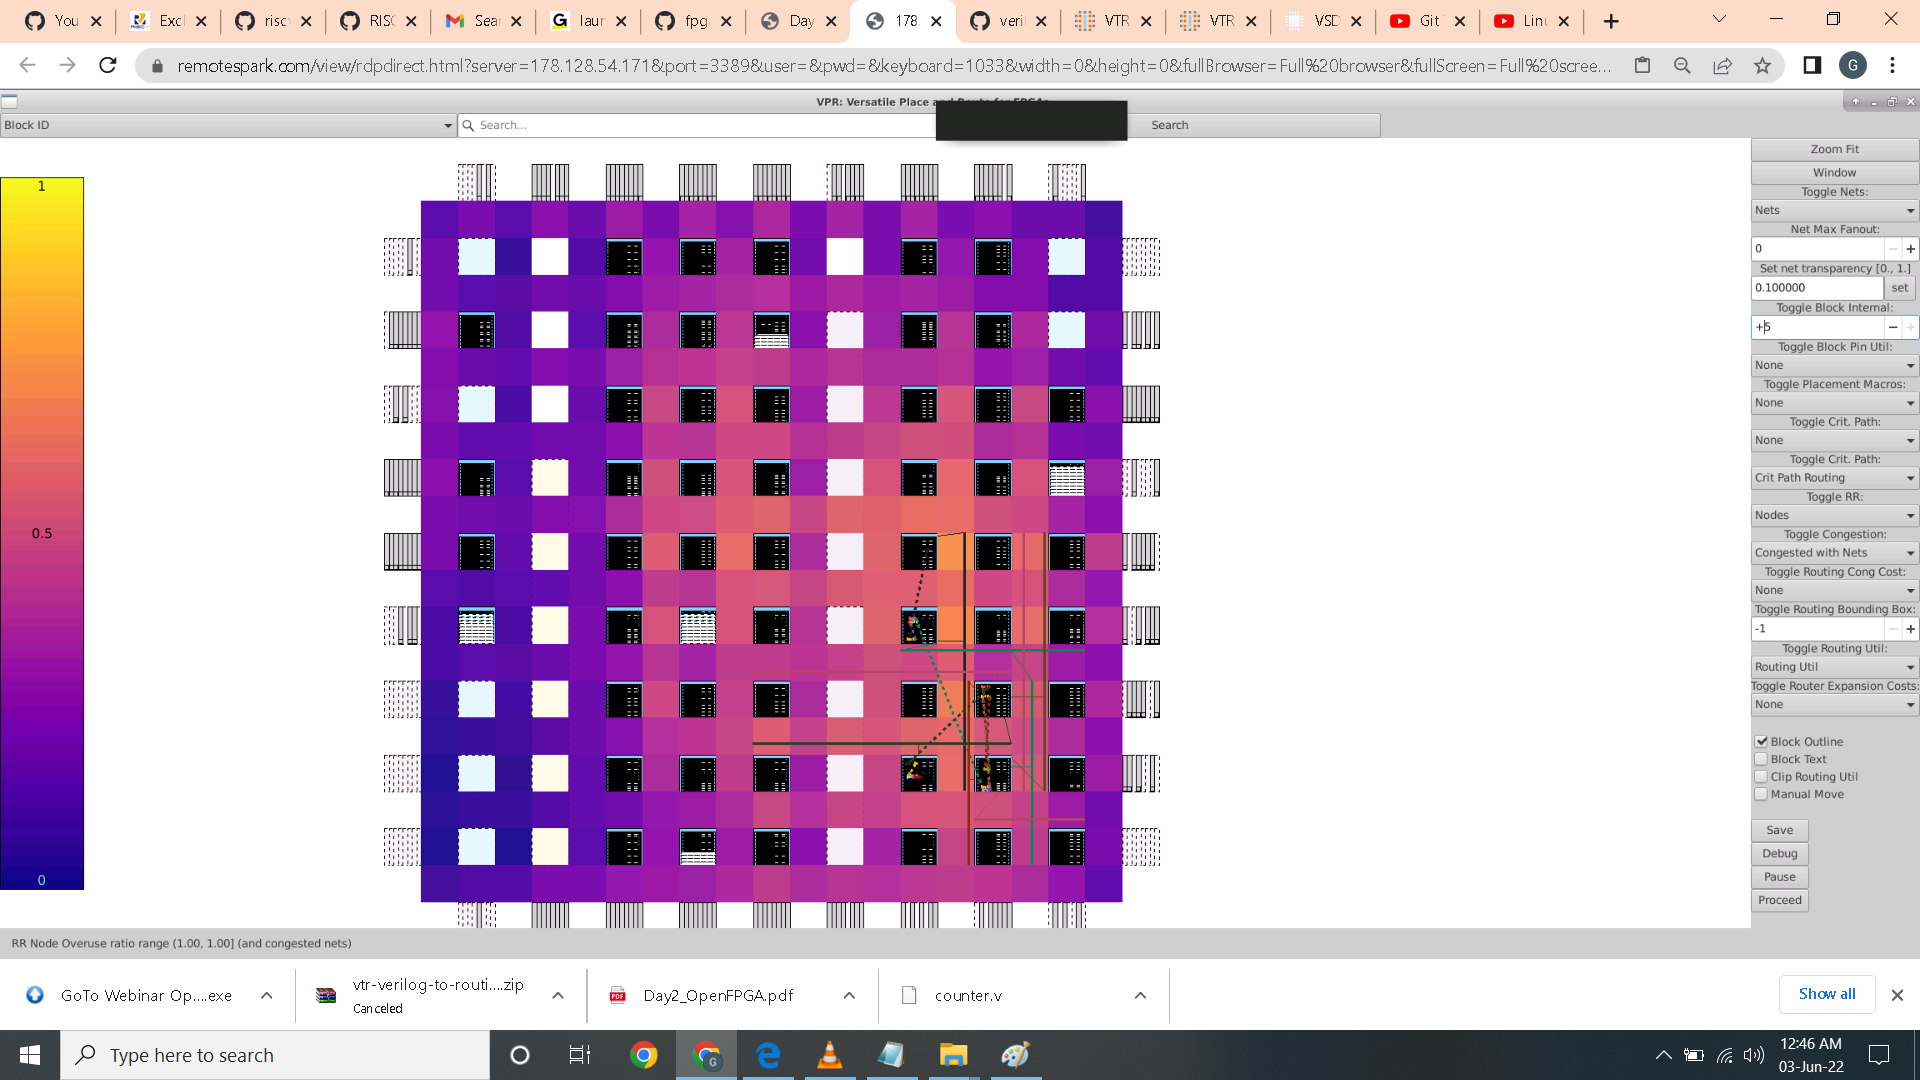 You
Excl
riscv
RISC
Sear
laur
fpg
Day
178.
veril
VTR
VTR
VSD
Git
Linu
remotespark.com/view/rdpdirect.html?server=178.128.54.171&port=3389&user=&pwd=&keyboard=1033&width=0&height=0&fullBrowser=Full%20browser&fullScreen=Full%20scree...
G
VPR: Versatile Place and Route for FPGAs
Block ID
Search...
Search
1
0.5
0
Zoom Fit
Window
Toggle Nets:
Nets
Net Max Fanout:
0
Set net transparency [0., 1.]
0.100000
set
Toggle Block Internal:
+5
Toggle Block Pin Util:
None
Toggle Placement Macros:
None
Toggle Crit. Path:
None
Toggle Crit. Path:
Crit Path Routing
Toggle RR:
Nodes
Toggle Congestion:
Congested with Nets
Toggle Routing Cong Cost:
None
Toggle Routing Bounding Box:
-1
Toggle Routing Util:
Routing Util
Toggle Router Expansion Costs:
None
Block Outline
Block Text
Clip Routing Util
Manual Move
Save
Debug
Pause
Proceed
RR Node Overuse ratio range (1.00, 1.00] (and congested nets)
GoTo Webinar Op....exe
vtr-verilog-to-routi....zip
Canceled
Day2_OpenFPGA.pdf
counter.v
Show all
Type here to search
12:46 AM
03-Jun-22